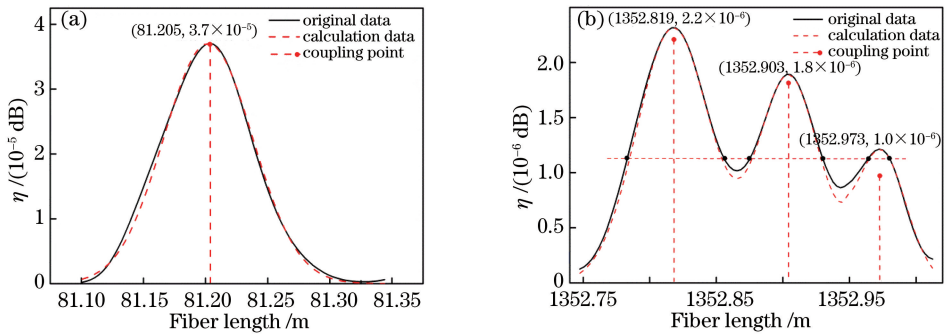 (a)
(81.205, 3.7×10⁻⁵)
original data
calculation data
coupling point
4
3
2
1
0
η /(10⁻⁵ dB)
81.10 81.15 81.20 81.25 81.30 81.35
Fiber length /m
(b)
(1352.819, 2.2×10⁻⁶)
original data
calculation data
coupling point
(1352.903, 1.8×10⁻⁶)
(1352.973, 1.0×10⁻⁶)
2.0
1.5
1.0
0.5
0
η /(10⁻⁶ dB)
1352.75 1352.85 1352.95
Fiber length /m